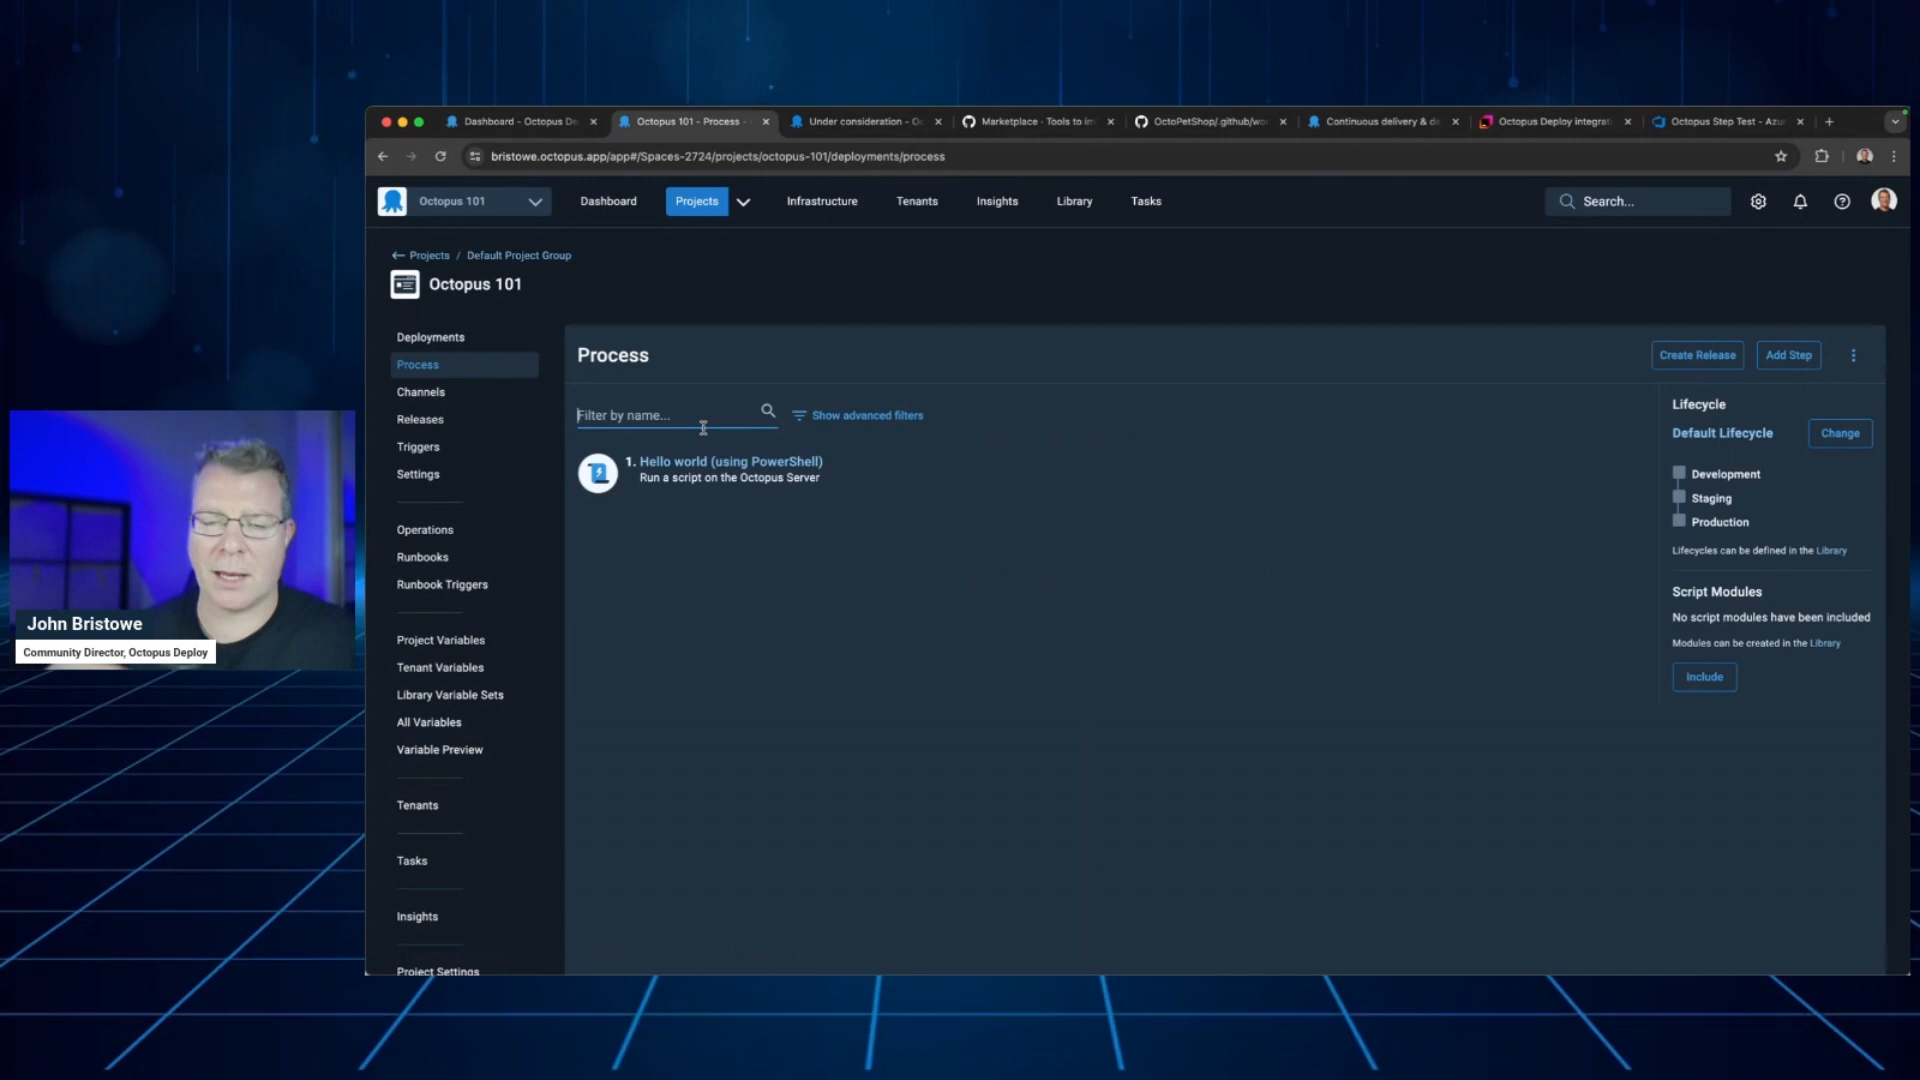 Dashboard - Octopus De
Octopus 101 - Process -
Under consideration - Oc
Marketplace - Tools to im
OctoPetShop/.github/wor
Continuous delivery & de
Octopus Deploy integrat
Octopus Step Test - Azu
bristowe.octopus.app/app#/Spaces-2724/projects/octopus-101/deployments/process
Octopus 101
Dashboard
Projects
Infrastructure
Tenants
Insights
Library
Tasks
Search...
Projects / Default Project Group
Octopus 101
Deployments
Process
Channels
Releases
Triggers
Settings
Operations
Runbooks
Runbook Triggers
Project Variables
Tenant Variables
Library Variable Sets
All Variables
Variable Preview
Tenants
Tasks
Insights
Project Settings
Process
Create Release
Add Step
Filter by name...
Show advanced filters
1. Hello world (using PowerShell)
Run a script on the Octopus Server
Lifecycle
Default Lifecycle
Change
Development
Staging
Production
Lifecycles can be defined in the Library
Script Modules
No script modules have been included
Modules can be created in the Library
Include
John Bristowe
Community Director, Octopus Deploy